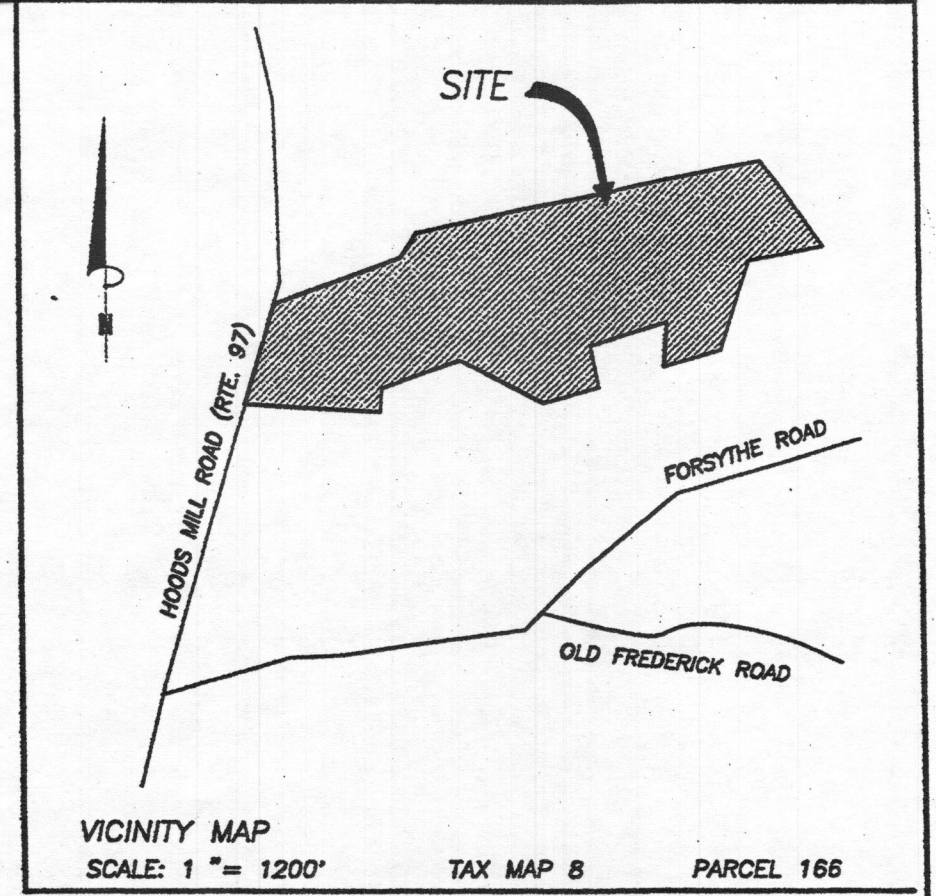 SITE
HOODS MILL ROAD (RTE. 97)
FORSYTHE ROAD
OLD FREDERICK ROAD
VICINITY MAP
SCALE: 1 "= 1200' TAX MAP 8 PARCEL 166